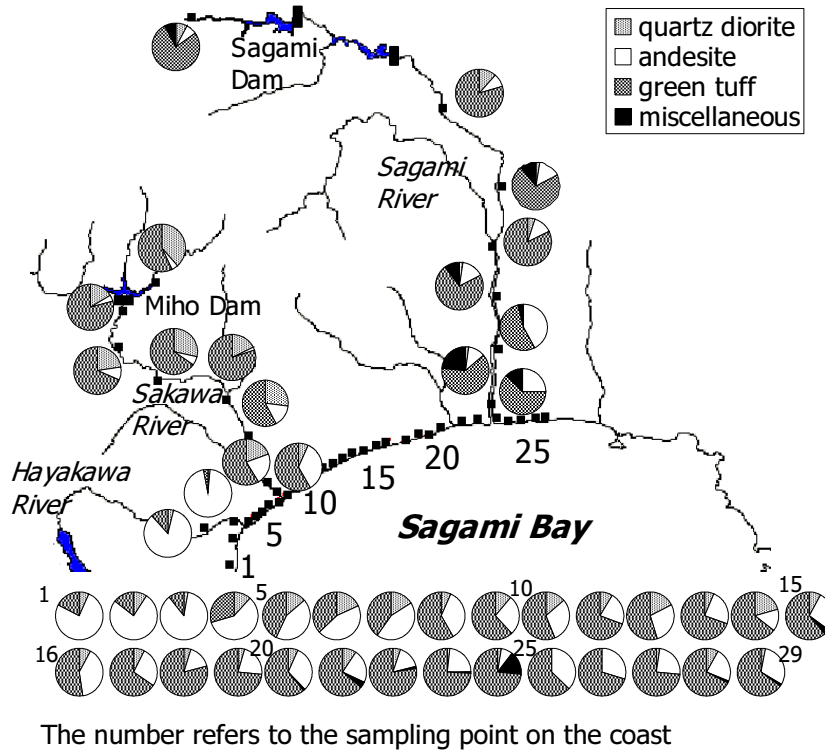 quartz diorite
andesite
green tuff
miscellaneous
Sagami
Dam
Sagami
River
Miho Dam
Sakawa
River
Hayakawa
River
Sagami Bay
1
5
10
15
20
25
1
5
10
15
16
20
25
29
The number refers to the sampling point on the coast